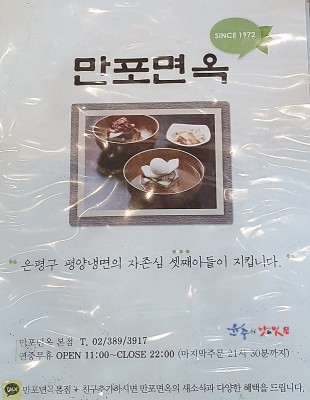 SINCE 1972
만포면옥
“은평구 평양냉면의 자존심 셋째아들이 지킵니다.”
만포면옥 본점 T. 02/389/3917
연중무휴 OPEN 11:00~CLOSE 22:00 (마지막주문 21시 30분까지)
만포면옥본점 + 친구추가하시면 만포면옥의 새소식과 다양한 혜택을 드립니다.